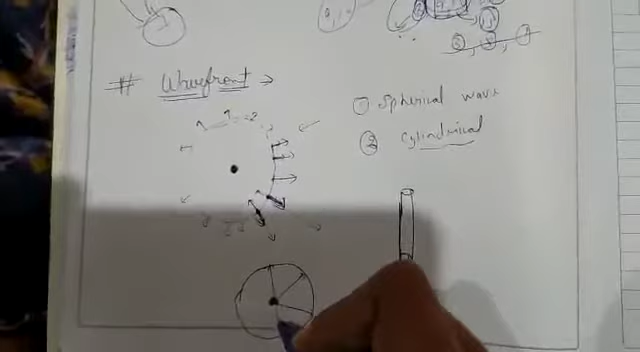 # Wavefront →
① Spherical wave
② Cylindrical